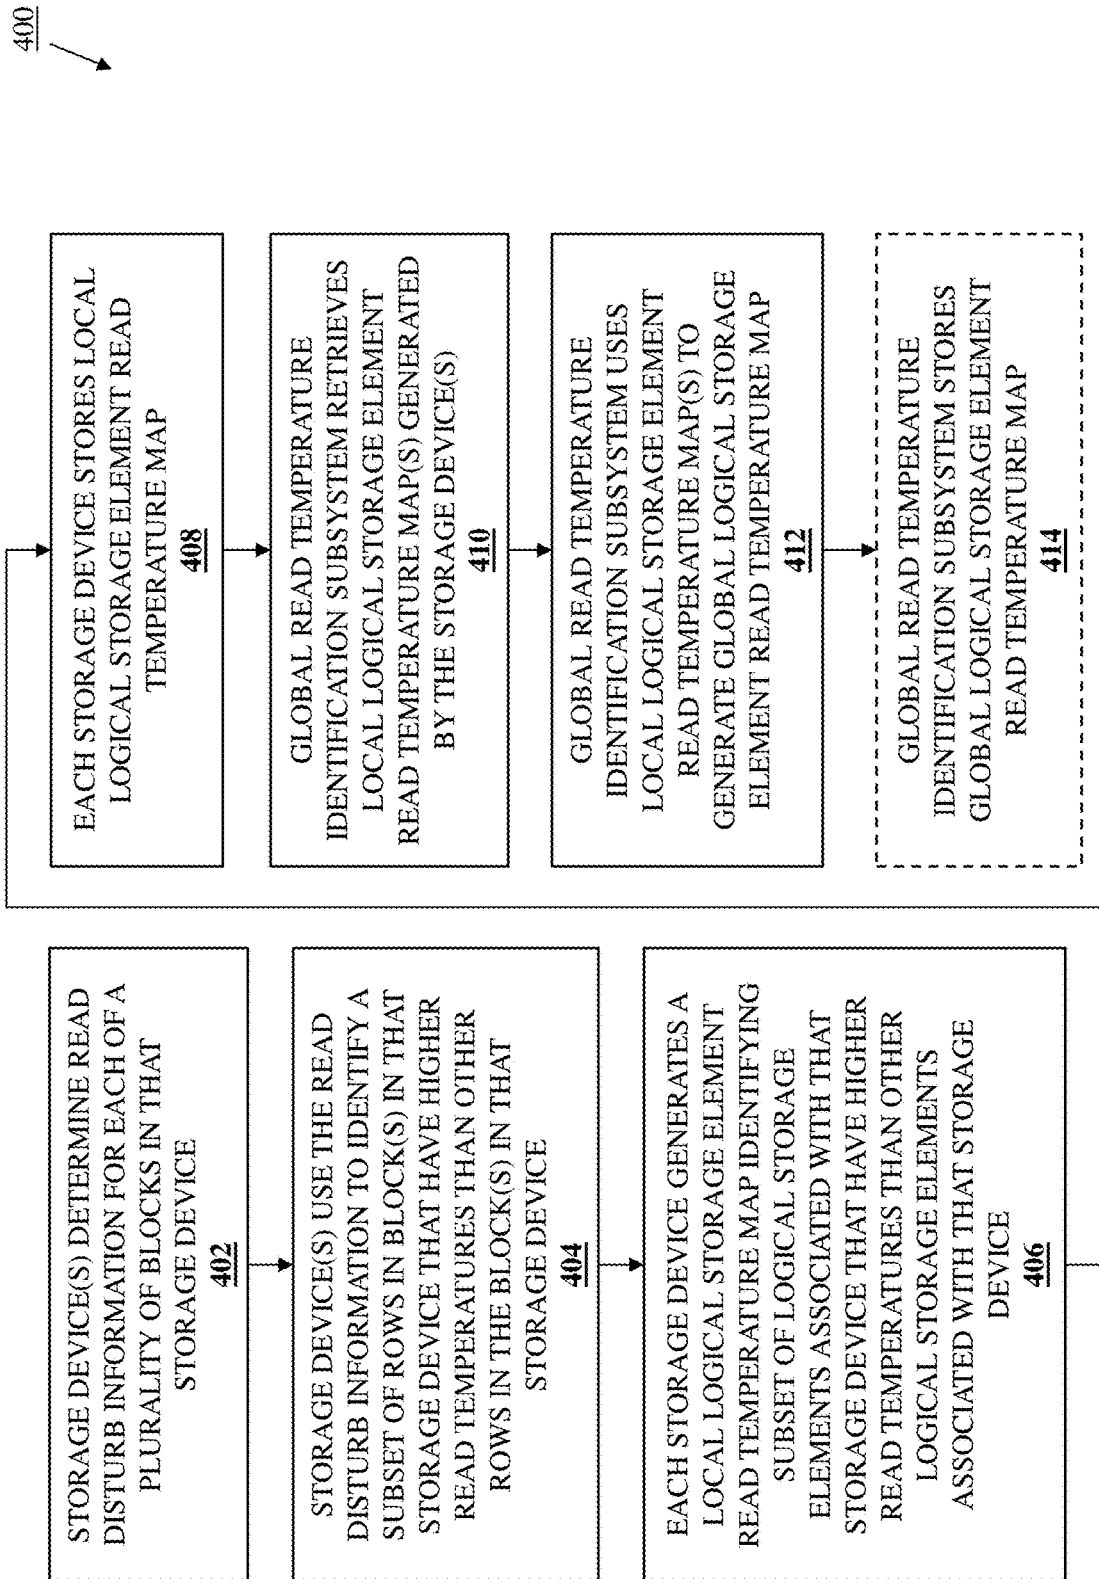 400
STORAGE DEVICE(S) DETERMINE READ
DISTURB INFORMATION FOR EACH OF A
PLURALITY OF BLOCKS IN THAT
STORAGE DEVICE
402
STORAGE DEVICE(S) USE THE READ
DISTURB INFORMATION TO IDENTIFY A
SUBSET OF ROWS IN BLOCK(S) IN THAT
STORAGE DEVICE THAT HAVE HIGHER
READ TEMPERATURES THAN OTHER
ROWS IN THE BLOCK(S) IN THAT
STORAGE DEVICE
404
EACH STORAGE DEVICE GENERATES A
LOCAL LOGICAL STORAGE ELEMENT
READ TEMPERATURE MAP IDENTIFYING
SUBSET OF LOGICAL STORAGE
ELEMENTS ASSOCIATED WITH THAT
STORAGE DEVICE THAT HAVE HIGHER
READ TEMPERATURES THAN OTHER
LOGICAL STORAGE ELEMENTS
ASSOCIATED WITH THAT STORAGE
DEVICE
406
EACH STORAGE DEVICE STORES LOCAL
LOGICAL STORAGE ELEMENT READ
TEMPERATURE MAP
408
GLOBAL READ TEMPERATURE
IDENTIFICATION SUBSYSTEM RETRIEVES
LOCAL LOGICAL STORAGE ELEMENT
READ TEMPERATURE MAP(S) GENERATED
BY THE STORAGE DEVICE(S)
410
GLOBAL READ TEMPERATURE
IDENTIFICATION SUBSYSTEM USES
LOCAL LOGICAL STORAGE ELEMENT
READ TEMPERATURE MAP(S) TO
GENERATE GLOBAL LOGICAL STORAGE
ELEMENT READ TEMPERATURE MAP
412
GLOBAL READ TEMPERATURE
IDENTIFICATION SUBSYSTEM STORES
GLOBAL LOGICAL STORAGE ELEMENT
READ TEMPERATURE MAP
414